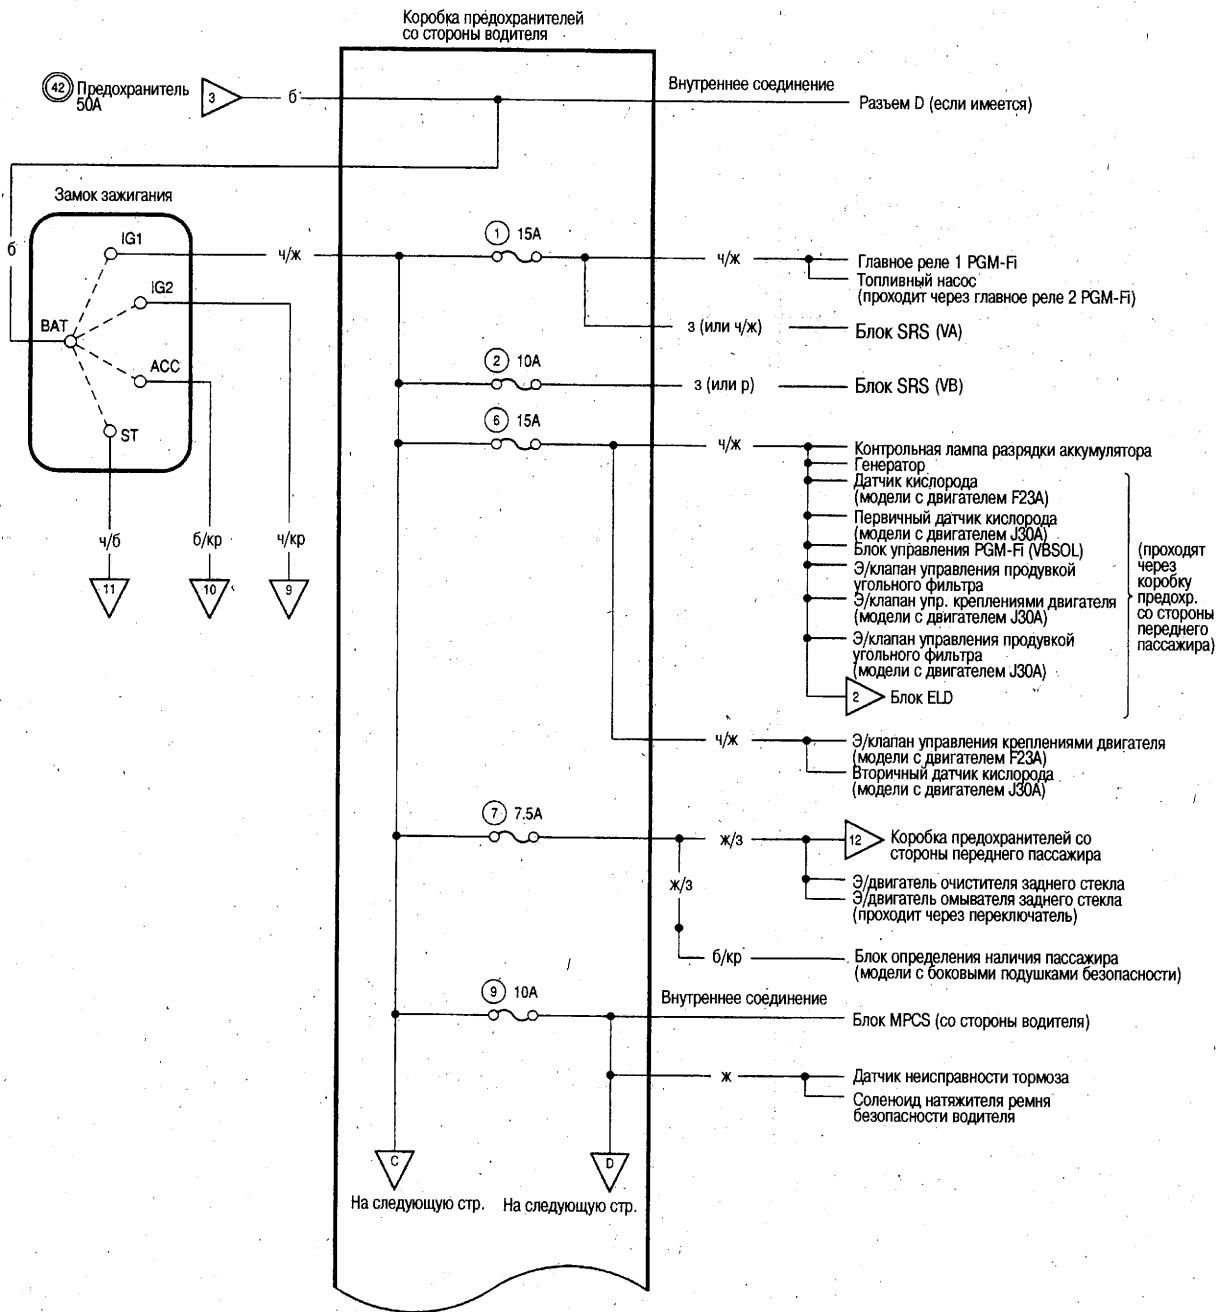 Коробка предохранителей
со стороны водителя
42 Предохранитель
50А
3
б
Внутреннее соединение
Разъем D (если имеется)
Замок зажигания
б
IG1
IG2
BAT
ACC
ST
ч/ж
1 15А
ч/ж
Главное реле 1 PGM-Fi
Топливный насос
(проходит через главное реле 2 PGM-Fi)
з (или ч/ж)
Блок SRS (VA)
2 10А
з (или р)
Блок SRS (VB)
6 15А
ч/ж
Контрольная лампа разрядки аккумулятора
Генератор
Датчик кислорода
(модели с двигателем F23A)
Первичный датчик кислорода
(модели с двигателем J30A)
Блок управления PGM-Fi (VBSOL)
Э/клапан управления продувкой
угольного фильтра
Э/клапан упр. креплениями двигателя
(модели с двигателем J30A)
Э/клапан управления продувкой
угольного фильтра
(модели с двигателем J30A)
2 Блок ELD
(проходят
через
коробку
предохр.
со стороны
переднего
пассажира)
ч/б
б/кр
ч/кр
11
10
9
ч/ж
Э/клапан управления креплениями двигателя
(модели с двигателем F23A)
Вторичный датчик кислорода
(модели с двигателем J30A)
7 7.5А
ж/з
12 Коробка предохранителей со
стороны переднего пассажира
ж/з
Э/двигатель очистителя заднего стекла
Э/двигатель омывателя заднего стекла
(проходит через переключатель)
б/кр
Блок определения наличия пассажира
(модели с боковыми подушками безопасности)
9 10А
Внутреннее соединение
Блок MPCS (со стороны водителя)
ж
Датчик неисправности тормоза
Соленоид натяжителя ремня
безопасности водителя
C
D
На следующую стр.
На следующую стр.